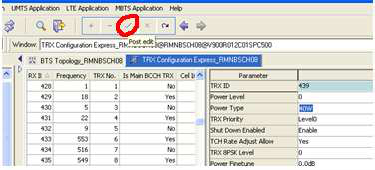 UMTS Application LTE Application MBTS Application
Post edit
Window: TRX Configuration Express_RMNBSCH08@RMNBSCH08@V900R012C01SPC500
BTS Topology_RMNBSCH08 TRX Configuration Express_RMNBSCH08
RX I Frequency TRX No. Is Main BCCH TRX Cel I
428 1 1 No
429 18 2 Yes
430 5 3 No
431 22 4 Yes
432 9 5 No
433 553 6 Yes
434 516 7 No
435 549 8 Yes
Parameter
TRX ID 439
Power Level 0
Power Type 40W
TRX Priority Level0
Shut Down Enabled Enable
TCH Rate Adjust Allow Yes
TRX 8PSK Level 0
Power Finetune 0.0dB